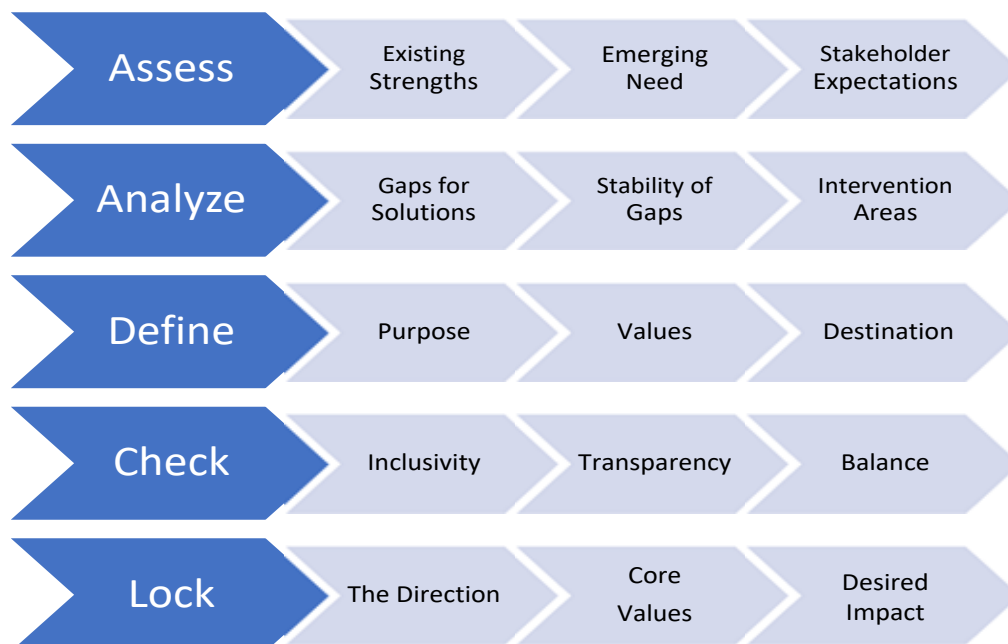 Assess
Existing
Strengths
Emerging
Need
Stakeholder
Expectations
Analyze
Gaps for
Solutions
Stability of
Gaps
Intervention
Areas
Define
Purpose
Values
Destination
Check
Inclusivity
Transparency
Balance
Lock
The Direction
Core
Values
Desired
Impact